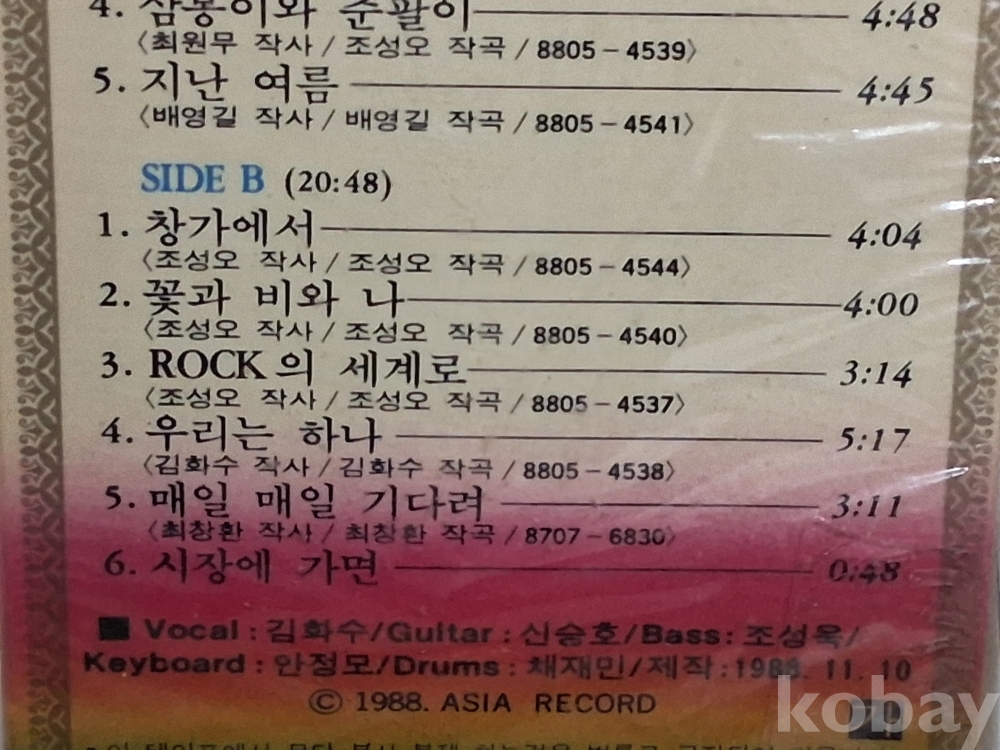 4. 삼봉이와 순팔이 4:48
〈최원무 작사 / 조성오 작곡 / 8805-4539〉
5. 지난 여름 4:45
〈배영길 작사 / 배영길 작곡 / 8805-4541〉
SIDE B (20:48)
1. 창가에서 4:04
〈조성오 작사 / 조성오 작곡 / 8805-4544〉
2. 꽃과 비와 나 4:00
〈조성오 작사 / 조성오 작곡 / 8805-4540〉
3. ROCK의 세계로 3:14
〈조성오 작사 / 조성오 작곡 / 8805-4537〉
4. 우리는 하나 5:17
〈김화수 작사 / 김화수 작곡 / 8805-4538〉
5. 매일 매일 기다려 3:11
〈최창환 작사 / 최창환 작곡 / 8707-6830〉
6. 시장에 가면 0:48
■ Vocal : 김화수/Guitar : 신승호/Bass : 조성욱/
Keyboard : 안정모/Drums : 채재민/제작 : 1988. 11. 10
© 1988. ASIA RECORD
kobay